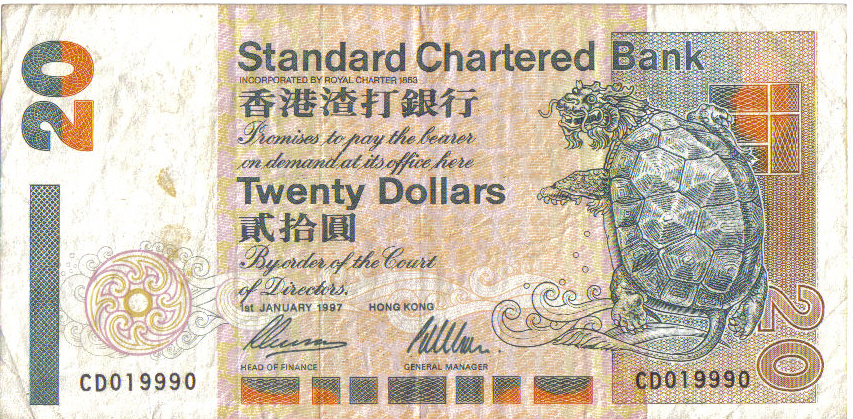 20
Standard Chartered Bank
INCORPORATED BY ROYAL CHARTER 1853
香港渣打銀行
Promises to pay the bearer
on demand at its office here
Twenty Dollars
貳拾圓
By order of the Court
of Directors.
1st JANUARY 1997 HONG KONG
HEAD OF FINANCE GENERAL MANAGER
CD019990 CD019990
20